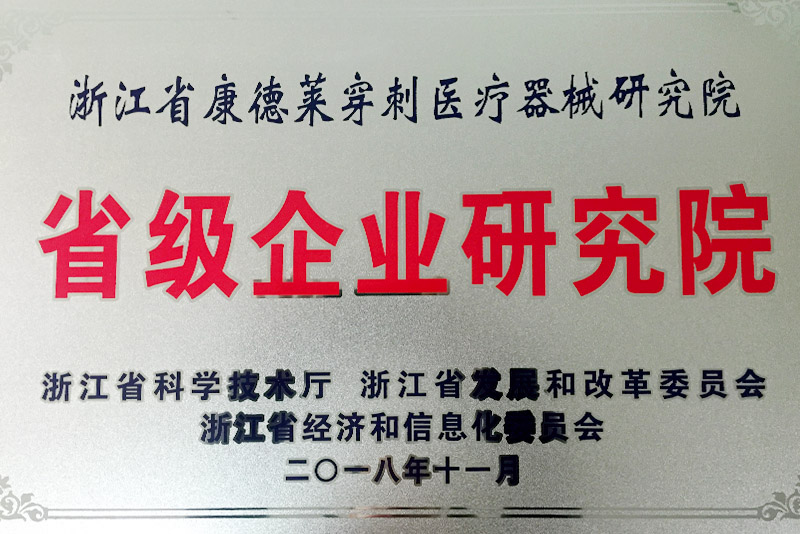 浙江省康德莱穿刺医疗器械研究院
省级企业研究院
浙江省科学技术厅 浙江省发展和改革委员会
浙江省经济和信息化委员会
二〇一八年十一月